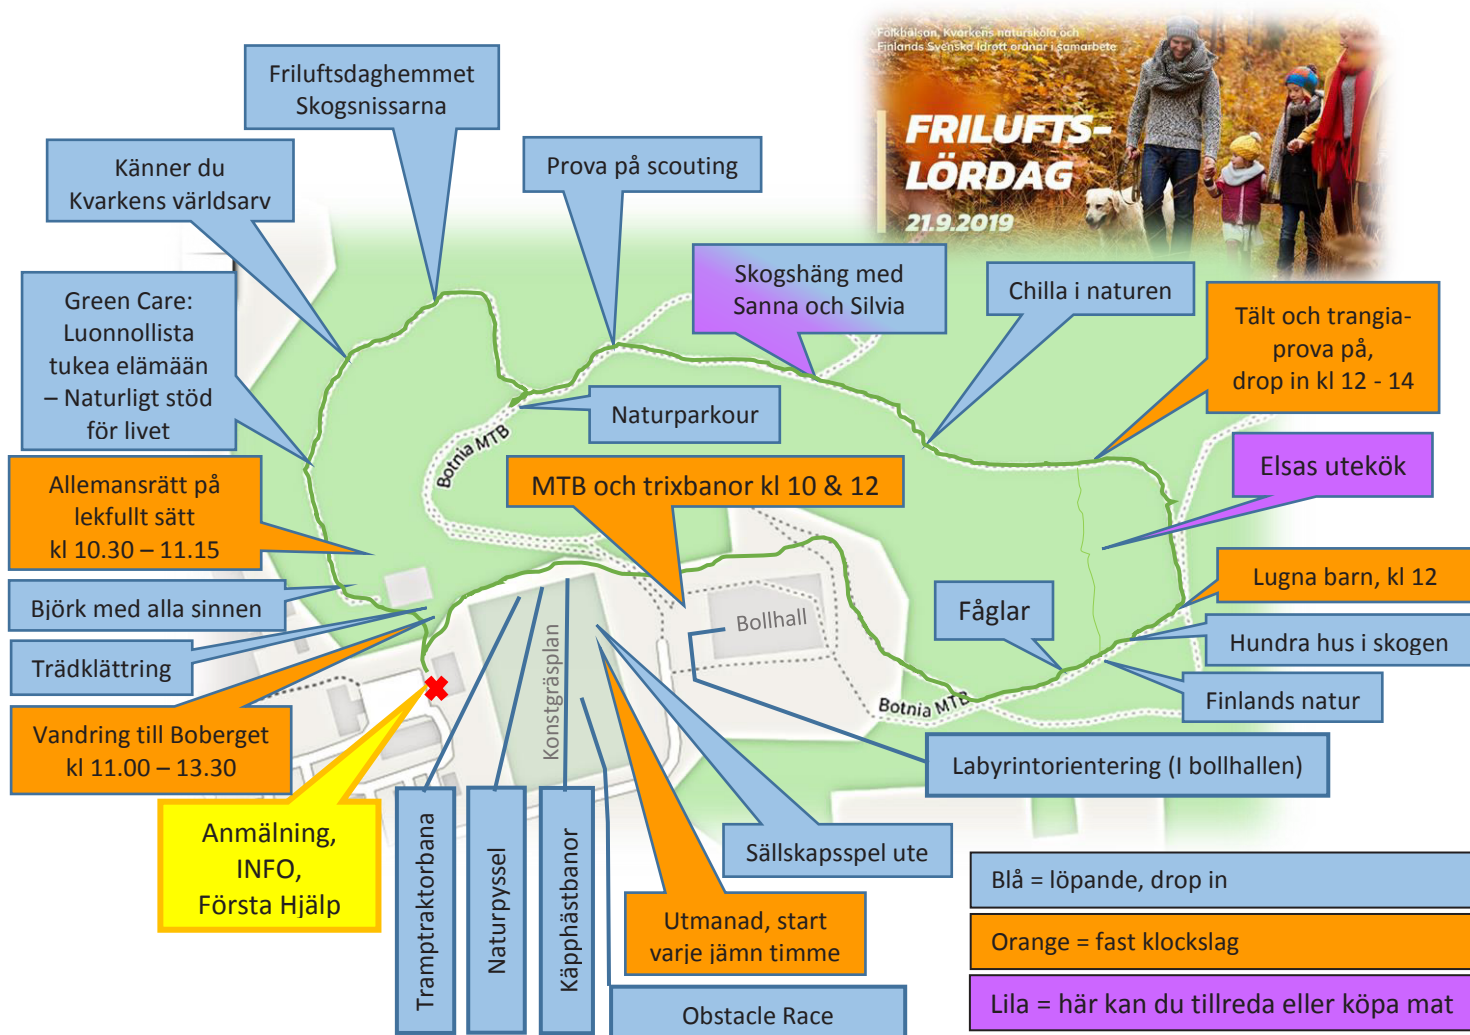 Folkhälsan, Kvarkens naturskola och
Finlands Svenska Idrott ordnar i samarbete
FRILUFTS-
LÖRDAG
21.9.2019
Friluftsdaghemmet
Skogsnissarna
Känner du
Kvarkens världsarv
Prova på scouting
Skogshäng med
Sanna och Silvia
Chilla i naturen
Tält och trangia-
prova på,
drop in kl 12 - 14
Green Care:
Luonnollista
tukea elämään
– Naturligt stöd
för livet
Naturparkour
Botnia MTB
Elsas utekök
MTB och trixbanor kl 10 & 12
Allemansrätt på
lekfullt sätt
kl 10.30 – 11.15
Lugna barn, kl 12
Björk med alla sinnen
Fåglar
Bollhall
Hundra hus i skogen
Trädklättring
Konstgräsplan
Finlands natur
Botnia MTB
Vandring till Boberget
kl 11.00 – 13.30
Labyrintorientering (I bollhallen)
Anmälning,
INFO,
Första Hjälp
Tramptraktorbana
Naturpyssel
Käpphästbanor
Sällskapsspel ute
Utmanad, start
varje jämn timme
Obstacle Race
Blå = löpande, drop in
Orange = fast klockslag
Lila = här kan du tillreda eller köpa mat